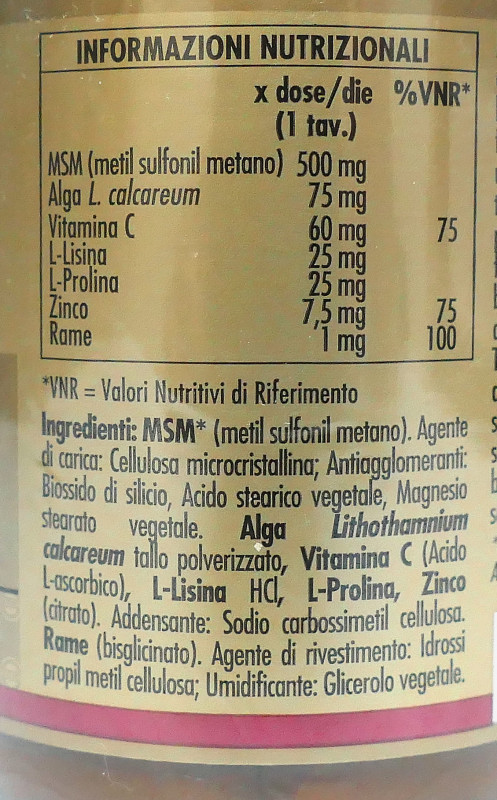 INFORMAZIONI NUTRIZIONALI
x dose/die %VNR*
(1 tav.)
MSM (metil sulfonil metano) 500 mg
Alga L. calcareum 75 mg
Vitamina C 60 mg 75
L-Lisina 25 mg
L-Prolina 25 mg
Zinco 7,5 mg 75
Rame 1 mg 100
*VNR = Valori Nutritivi di Riferimento
Ingredienti: MSM* (metil sulfonil metano). Agente
di carica: Cellulosa microcristallina; Antiagglomeranti:
Biossido di silicio, Acido stearico vegetale, Magnesio
stearato vegetale. Alga Lithothamnium
calcareum tallo polverizzato, Vitamina C (Acido
L-ascorbico), L-Lisina HCl, L-Prolina, Zinco
(citrato). Addensante: Sodio carbossimetil cellulosa.
Rame (bisglicinato). Agente di rivestimento: Idrossi
propil metil cellulosa; Umidificante: Glicerolo vegetale.